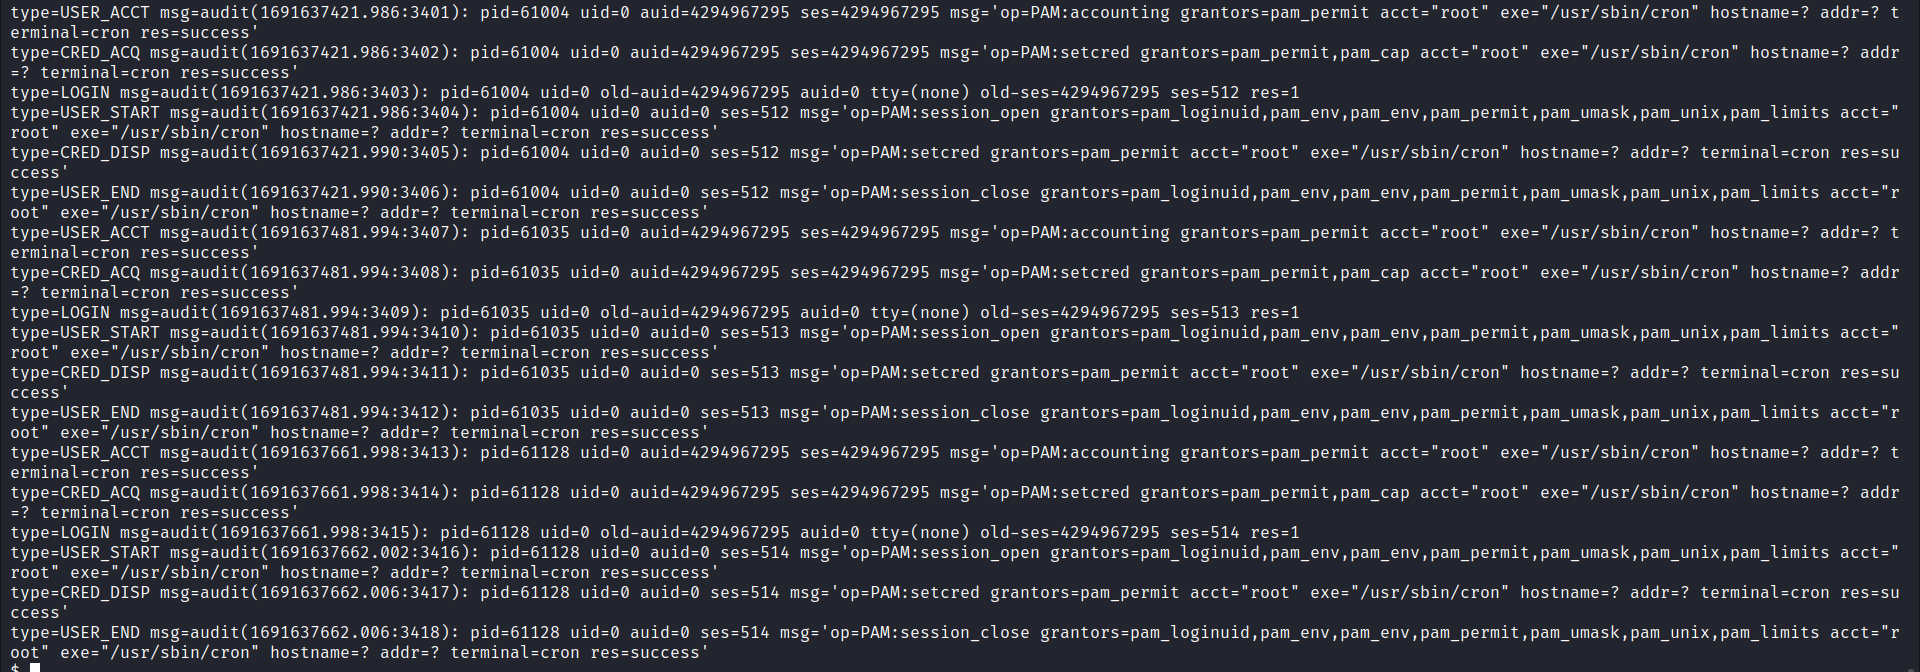 type=USER_ACCT msg=audit(1691637421.986:3401): pid=61004 uid=0 auid=4294967295 ses=4294967295 msg='op=PAM:accounting grantors=pam_permit acct="root" exe="/usr/sbin/cron" hostname=? addr=? t
erminal=cron res=success'
type=CRED_ACQ msg=audit(1691637421.986:3402): pid=61004 uid=0 auid=4294967295 ses=4294967295 msg='op=PAM:setcred grantors=pam_permit,pam_cap acct="root" exe="/usr/sbin/cron" hostname=? addr
=? terminal=cron res=success'
type=LOGIN msg=audit(1691637421.986:3403): pid=61004 uid=0 old-auid=4294967295 auid=0 tty=(none) old-ses=4294967295 ses=512 res=1
type=USER_START msg=audit(1691637421.986:3404): pid=61004 uid=0 auid=0 ses=512 msg='op=PAM:session_open grantors=pam_loginuid,pam_env,pam_env,pam_permit,pam_umask,pam_unix,pam_limits acct="
root" exe="/usr/sbin/cron" hostname=? addr=? terminal=cron res=success'
type=CRED_DISP msg=audit(1691637421.990:3405): pid=61004 uid=0 auid=0 ses=512 msg='op=PAM:setcred grantors=pam_permit acct="root" exe="/usr/sbin/cron" hostname=? addr=? terminal=cron res=su
ccess'
type=USER_END msg=audit(1691637421.990:3406): pid=61004 uid=0 auid=0 ses=512 msg='op=PAM:session_close grantors=pam_loginuid,pam_env,pam_env,pam_permit,pam_umask,pam_unix,pam_limits acct="r
oot" exe="/usr/sbin/cron" hostname=? addr=? terminal=cron res=success'
type=USER_ACCT msg=audit(1691637481.994:3407): pid=61035 uid=0 auid=4294967295 ses=4294967295 msg='op=PAM:accounting grantors=pam_permit acct="root" exe="/usr/sbin/cron" hostname=? addr=? t
erminal=cron res=success'
type=CRED_ACQ msg=audit(1691637481.994:3408): pid=61035 uid=0 auid=4294967295 ses=4294967295 msg='op=PAM:setcred grantors=pam_permit,pam_cap acct="root" exe="/usr/sbin/cron" hostname=? addr
=? terminal=cron res=success'
type=LOGIN msg=audit(1691637481.994:3409): pid=61035 uid=0 old-auid=4294967295 auid=0 tty=(none) old-ses=4294967295 ses=513 res=1
type=USER_START msg=audit(1691637481.994:3410): pid=61035 uid=0 auid=0 ses=513 msg='op=PAM:session_open grantors=pam_loginuid,pam_env,pam_env,pam_permit,pam_umask,pam_unix,pam_limits acct="
root" exe="/usr/sbin/cron" hostname=? addr=? terminal=cron res=success'
type=CRED_DISP msg=audit(1691637481.994:3411): pid=61035 uid=0 auid=0 ses=513 msg='op=PAM:setcred grantors=pam_permit acct="root" exe="/usr/sbin/cron" hostname=? addr=? terminal=cron res=su
ccess'
type=USER_END msg=audit(1691637481.994:3412): pid=61035 uid=0 auid=0 ses=513 msg='op=PAM:session_close grantors=pam_loginuid,pam_env,pam_env,pam_permit,pam_umask,pam_unix,pam_limits acct="r
oot" exe="/usr/sbin/cron" hostname=? addr=? terminal=cron res=success'
type=USER_ACCT msg=audit(1691637661.998:3413): pid=61128 uid=0 auid=4294967295 ses=4294967295 msg='op=PAM:accounting grantors=pam_permit acct="root" exe="/usr/sbin/cron" hostname=? addr=? t
erminal=cron res=success'
type=CRED_ACQ msg=audit(1691637661.998:3414): pid=61128 uid=0 auid=4294967295 ses=4294967295 msg='op=PAM:setcred grantors=pam_permit,pam_cap acct="root" exe="/usr/sbin/cron" hostname=? addr
=? terminal=cron res=success'
type=LOGIN msg=audit(1691637661.998:3415): pid=61128 uid=0 old-auid=4294967295 auid=0 tty=(none) old-ses=4294967295 ses=514 res=1
type=USER_START msg=audit(1691637662.002:3416): pid=61128 uid=0 auid=0 ses=514 msg='op=PAM:session_open grantors=pam_loginuid,pam_env,pam_env,pam_permit,pam_umask,pam_unix,pam_limits acct="
root" exe="/usr/sbin/cron" hostname=? addr=? terminal=cron res=success'
type=CRED_DISP msg=audit(1691637662.006:3417): pid=61128 uid=0 auid=0 ses=514 msg='op=PAM:setcred grantors=pam_permit acct="root" exe="/usr/sbin/cron" hostname=? addr=? terminal=cron res=su
ccess'
type=USER_END msg=audit(1691637662.006:3418): pid=61128 uid=0 auid=0 ses=514 msg='op=PAM:session_close grantors=pam_loginuid,pam_env,pam_env,pam_permit,pam_umask,pam_unix,pam_limits acct="r
oot" exe="/usr/sbin/cron" hostname=? addr=? terminal=cron res=success'
$